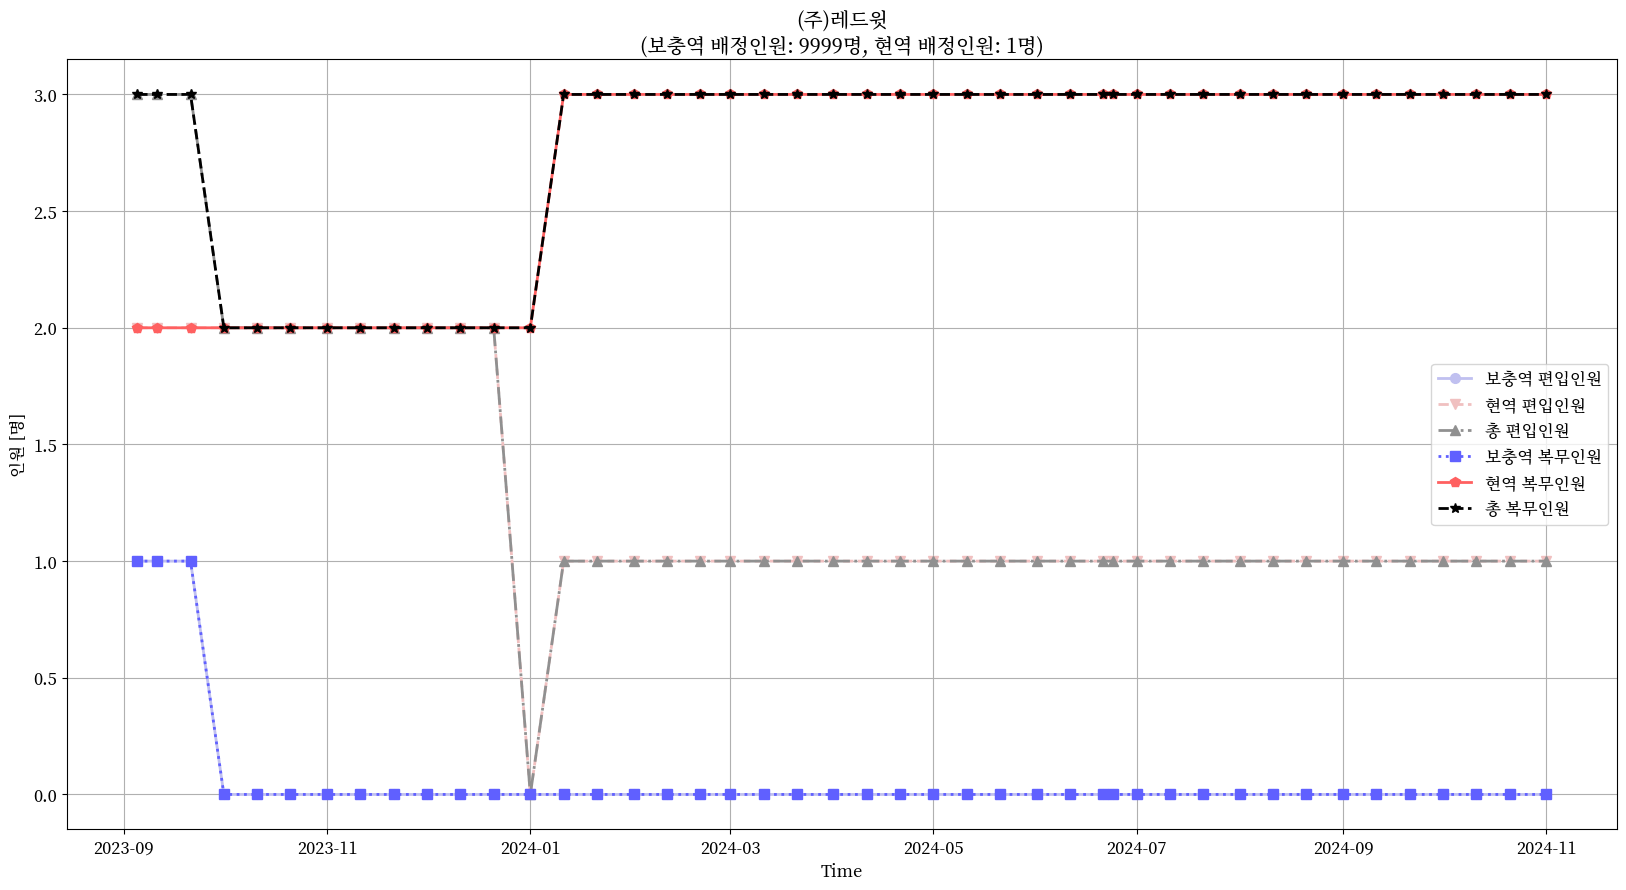 (주)레드윗
(보충역 배정인원: 9999명, 현역 배정인원: 1명)
3.0
2.5
2.0
1.5
1.0
0.5
0.0
인원 [명]
보충역 편입인원
현역 편입인원
총 편입인원
보충역 복무인원
현역 복무인원
총 복무인원
2023-09 2023-11 2024-01 2024-03 2024-05 2024-07 2024-09 2024-11
Time